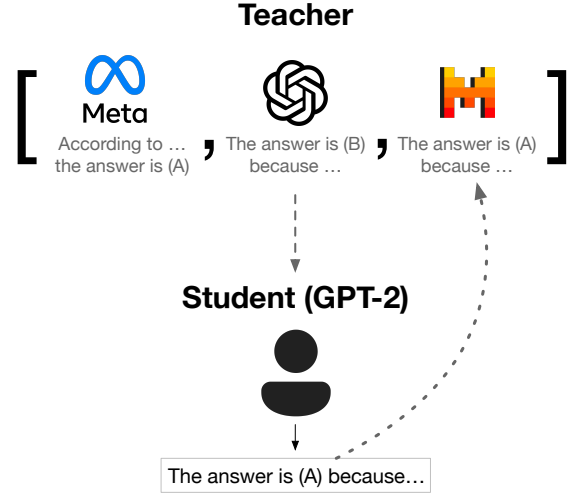 Teacher
[ , , ]
Meta
According to …
the answer is (A)
The answer is (B)
because …
The answer is (A)
because …
Student (GPT-2)
The answer is (A) because…